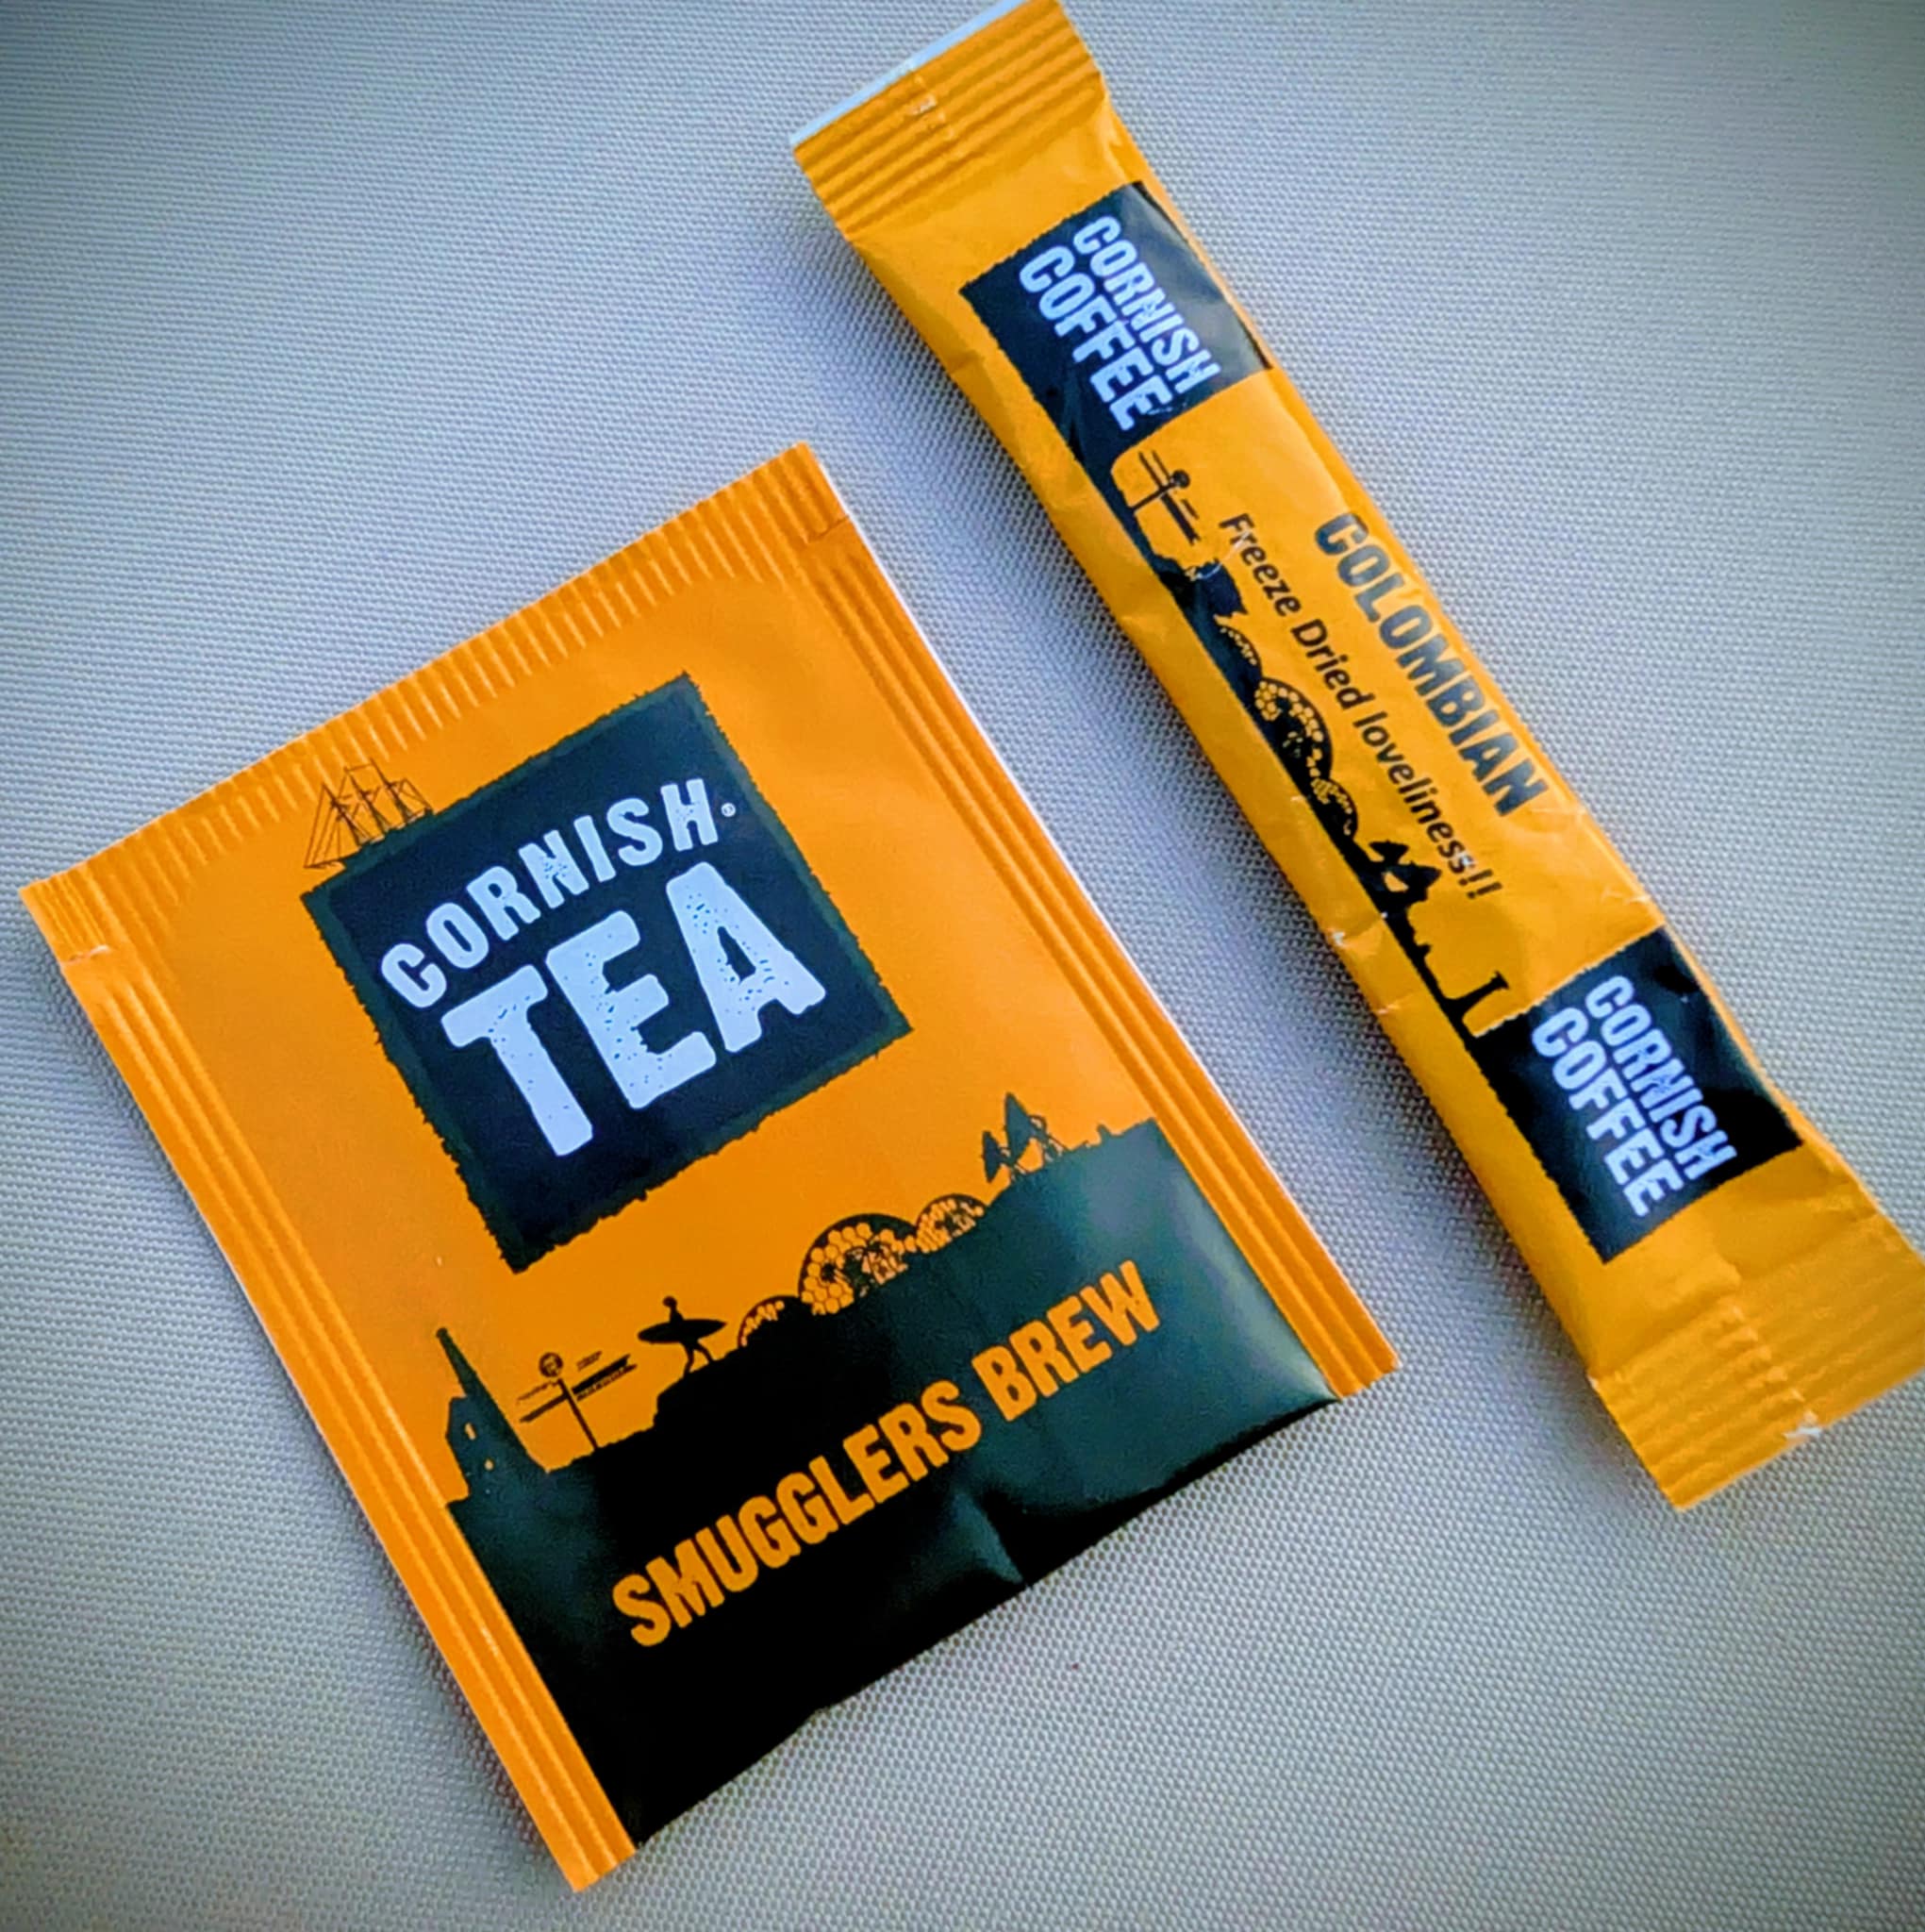 CORNISH®
TEA
SMUGGLERS BREW
CORNISH
COFFEE
COLOMBIAN
Freeze Dried loveliness!!
CORNISH
COFFEE